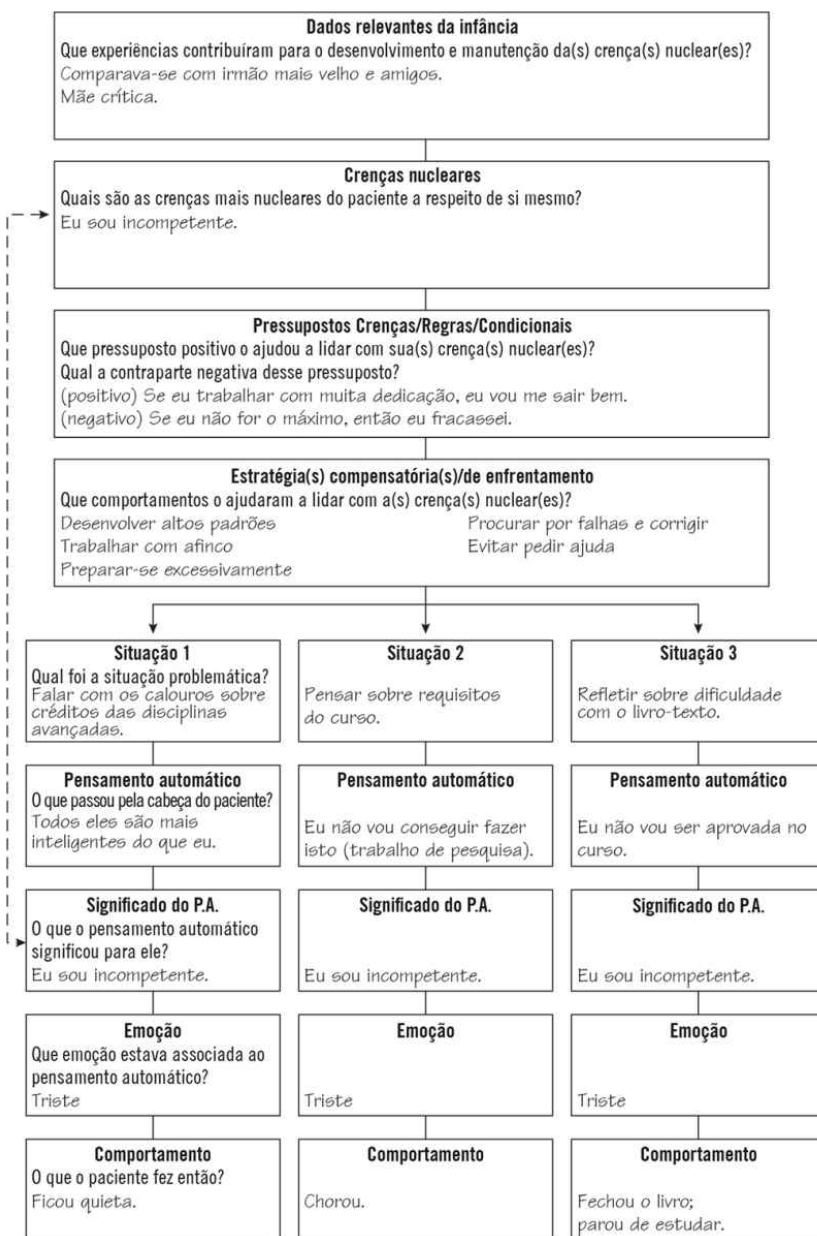 Dados relevantes da infância
Que experiências contribuíram para o desenvolvimento e manutenção da(s) crença(s) nuclear(es)?
Comparava-se com irmão mais velho e amigos.
Mãe crítica.
Crenças nucleares
Quais são as crenças mais nucleares do paciente a respeito de si mesmo?
Eu sou incompetente.
Pressupostos Crenças/Regras/Condicionais
Que pressuposto positivo o ajudou a lidar com sua(s) crença(s) nuclear(es)?
Qual a contraparte negativa desse pressuposto?
(positivo) Se eu trabalhar com muita dedicação, eu vou me sair bem.
(negativo) Se eu não for o máximo, então eu fracassei.
Estratégia(s) compensatória(s)/de enfrentamento
Que comportamentos o ajudaram a lidar com a(s) crença(s) nuclear(es)?
Desenvolver altos padrões
Trabalhar com afinco
Preparar-se excessivamente
Procurar por falhas e corrigir
Evitar pedir ajuda
Situação 1
Qual foi a situação problemática?
Falar com os calouros sobre
créditos das disciplinas
avançadas.
Situação 2
Pensar sobre requisitos
do curso.
Situação 3
Refletir sobre dificuldade
com o livro-texto.
Pensamento automático
O que passou pela cabeça do paciente?
Todos eles são mais
inteligentes do que eu.
Pensamento automático
Eu não vou conseguir fazer
isto (trabalho de pesquisa).
Pensamento automático
Eu não vou ser aprovada no
curso.
Significado do P.A.
O que o pensamento automático
significou para ele?
Eu sou incompetente.
Significado do P.A.
Eu sou incompetente.
Significado do P.A.
Eu sou incompetente.
Emoção
Que emoção estava associada ao
pensamento automático?
Triste
Emoção
Triste
Emoção
Triste
Comportamento
O que o paciente fez então?
Ficou quieta.
Comportamento
Chorou.
Comportamento
Fechou o livro;
parou de estudar.